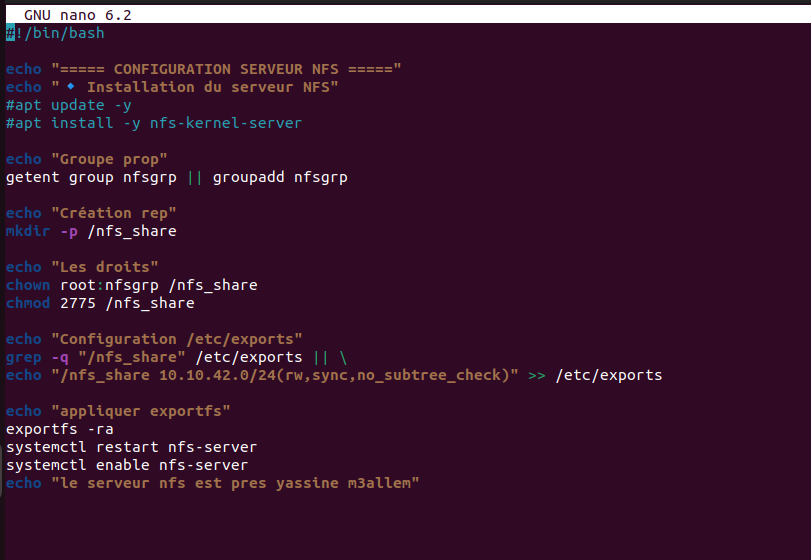 GNU nano 6.2
#!/bin/bash
echo "===== CONFIGURATION SERVEUR NFS ====="
echo "🔹 Installation du serveur NFS"
#apt update -y
#apt install -y nfs-kernel-server
echo "Groupe prop"
getent group nfsgrp || groupadd nfsgrp
echo "Création rep"
mkdir -p /nfs_share
echo "Les droits"
chown root:nfsgrp /nfs_share
chmod 2775 /nfs_share
echo "Configuration /etc/exports"
grep -q "/nfs_share" /etc/exports || \
echo "/nfs_share 10.10.42.0/24(rw,sync,no_subtree_check)" >> /etc/exports
echo "appliquer exportfs"
exportfs -ra
systemctl restart nfs-server
systemctl enable nfs-server
echo "le serveur nfs est pres yassine m3allem"